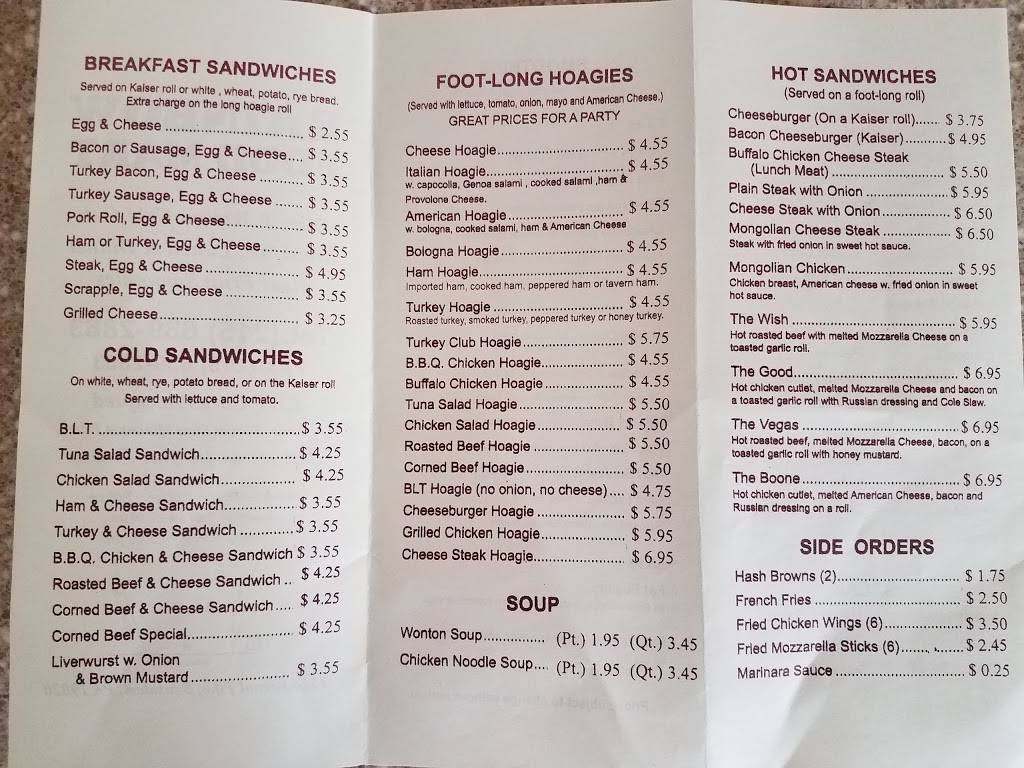 BREAKFAST SANDWICHES
Served on Kaiser roll or white , wheat, potato, rye bread.
Extra charge on the long hoagie roll
Egg & Cheese ................................ $ 2.55
Bacon or Sausage, Egg & Cheese.... $ 3.55
Turkey Bacon, Egg & Cheese .......... $ 3.55
Turkey Sausage, Egg & Cheese ....... $ 3.55
Pork Roll, Egg & Cheese.................. $ 3.55
Ham or Turkey, Egg & Cheese......... $ 3.55
Steak, Egg & Cheese ...................... $ 4.95
Scrapple, Egg & Cheese ................. $ 3.55
Grilled Cheese................................ $ 3.25
COLD SANDWICHES
On white, wheat, rye, potato bread, or on the Kaiser roll
Served with lettuce and tomato.
B.L.T. ............................................... $ 3.55
Tuna Salad Sandwich...................... $ 4.25
Chicken Salad Sandwich................. $ 4.25
Ham & Cheese Sandwich................ $ 3.55
Turkey & Cheese Sandwich ............. $ 3.55
B.B.Q. Chicken & Cheese Sandwich $ 3.55
Roasted Beef & Cheese Sandwich .. $ 4.25
Corned Beef & Cheese Sandwich.... $ 4.25
Corned Beef Special........................ $ 4.25
Liverwurst w. Onion
& Brown Mustard ....................... $ 3.55
FOOT-LONG HOAGIES
(Served with lettuce, tomato, onion, mayo and American Cheese.)
GREAT PRICES FOR A PARTY
Cheese Hoagie............................. $ 4.55
Italian Hoagie............................... $ 4.55
w. capocolla, Genoa salami , cooked salami ,ham &
Provolone Cheese.
American Hoagie.......................... $ 4.55
w. bologna, cooked salami, ham & American Cheese
Bologna Hoagie ............................ $ 4.55
Ham Hoagie................................. $ 4.55
Imported ham, cooked ham, peppered ham or tavern ham.
Turkey Hoagie .............................. $ 4.55
Roasted turkey, smoked turkey, peppered turkey or honey turkey.
Turkey Club Hoagie....................... $ 5.75
B.B.Q. Chicken Hoagie.................. $ 4.55
Buffalo Chicken Hoagie ................. $ 4.55
Tuna Salad Hoagie ....................... $ 5.50
Chicken Salad Hoagie ................... $ 5.50
Roasted Beef Hoagie .................... $ 5.50
Corned Beef Hoagie...................... $ 5.50
BLT Hoagie (no onion, no cheese).... $ 4.75
Cheeseburger Hoagie ................... $ 5.75
Grilled Chicken Hoagie.................. $ 5.95
Cheese Steak Hoagie.................... $ 6.95
SOUP
Wonton Soup............... (Pt.) 1.95 (Qt.) 3.45
Chicken Noodle Soup.... (Pt.) 1.95 (Qt.) 3.45
HOT SANDWICHES
(Served on a foot-long roll)
Cheeseburger (On a Kaiser roll)...... $ 3.75
Bacon Cheeseburger (Kaiser).......... $ 4.95
Buffalo Chicken Cheese Steak
(Lunch Meat) ............................ $ 5.50
Plain Steak with Onion .................... $ 5.95
Cheese Steak with Onion................. $ 6.50
Mongolian Cheese Steak ................. $ 6.50
Steak with fried onion in sweet hot sauce.
Mongolian Chicken.......................... $ 5.95
Chicken breast, American cheese w. fried onion in sweet
hot sauce.
The Wish ........................................ $ 5.95
Hot roasted beef with melted Mozzarella Cheese on a
toasted garlic roll.
The Good........................................ $ 6.95
Hot chicken cutlet, melted Mozzarella Cheese and bacon on
a toasted garlic roll with Russian dressing and Cole Slaw.
The Vegas ...................................... $ 6.95
Hot roasted beef, melted Mozzarella Cheese, bacon, on a
toasted garlic roll with honey mustard.
The Boone...................................... $ 6.95
Hot chicken cutlet, melted American Cheese, bacon and
Russian dressing on a roll.
SIDE ORDERS
Hash Browns (2).............................. $ 1.75
French Fries ................................... $ 2.50
Fried Chicken Wings (6)................... $ 3.50
Fried Mozzarella Sticks (6)............... $ 2.45
Marinara Sauce ............................... $ 0.25